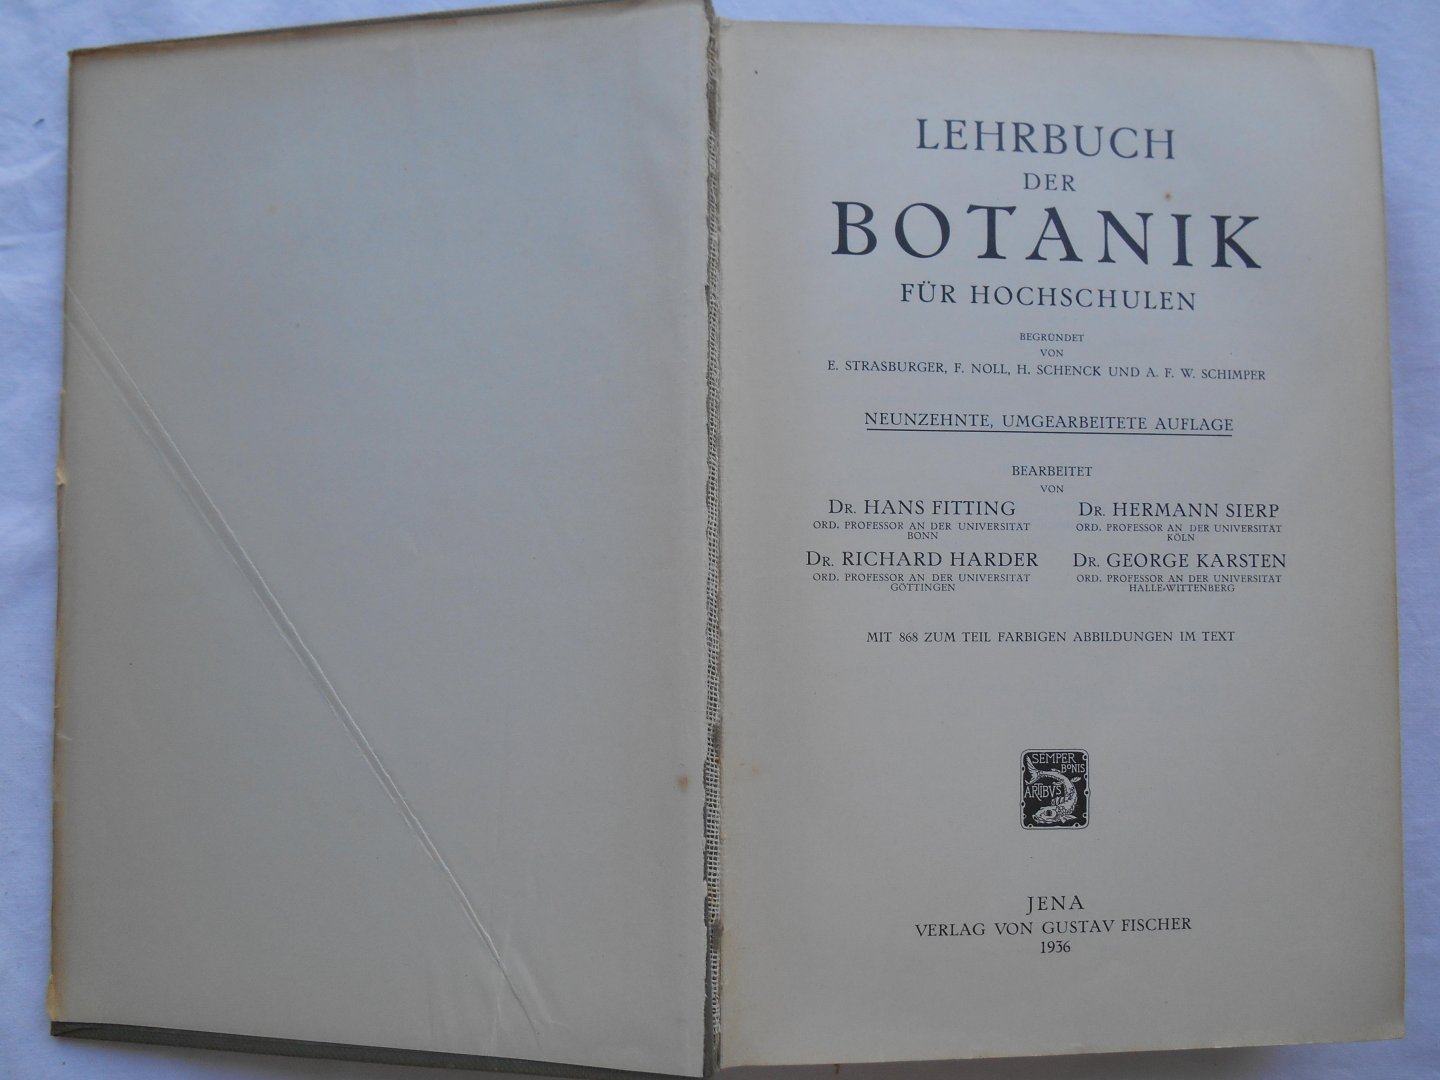 LEHRBUCH
DER
BOTANIK
FÜR HOCHSCHULEN
BEGRÜNDET
VON
E. STRASBURGER, F. NOLL, H. SCHENCK UND A. F. W. SCHIMPER
NEUNZEHNTE, UMGEARBEITETE AUFLAGE
BEARBEITET
VON
DR. HANS FITTING
ORD. PROFESSOR AN DER UNIVERSITÄT
BONN
DR. HERMANN SIERP
ORD. PROFESSOR AN DER UNIVERSITÄT
KÖLN
DR. RICHARD HARDER
ORD. PROFESSOR AN DER UNIVERSITÄT
GÖTTINGEN
DR. GEORGE KARSTEN
ORD. PROFESSOR AN DER UNIVERSITÄT
HALLE-WITTENBERG
MIT 868 ZUM TEIL FARBIGEN ABBILDUNGEN IM TEXT
SEMPER
BONIS
ARTIBVS
JENA
VERLAG VON GUSTAV FISCHER
1936